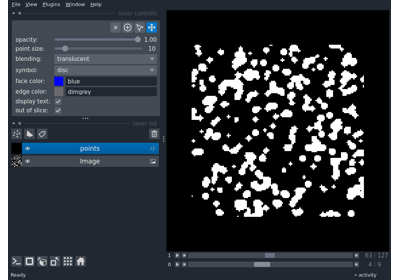 File View Plugins Window Help
layer controls
opacity: 1.00
point size: 10
blending: translucent
symbol: disc
face color: blue
edge color: dimgrey
display text:
out of slice:
layer list
points
Image
1 63 127
0 4 9
Ready activity